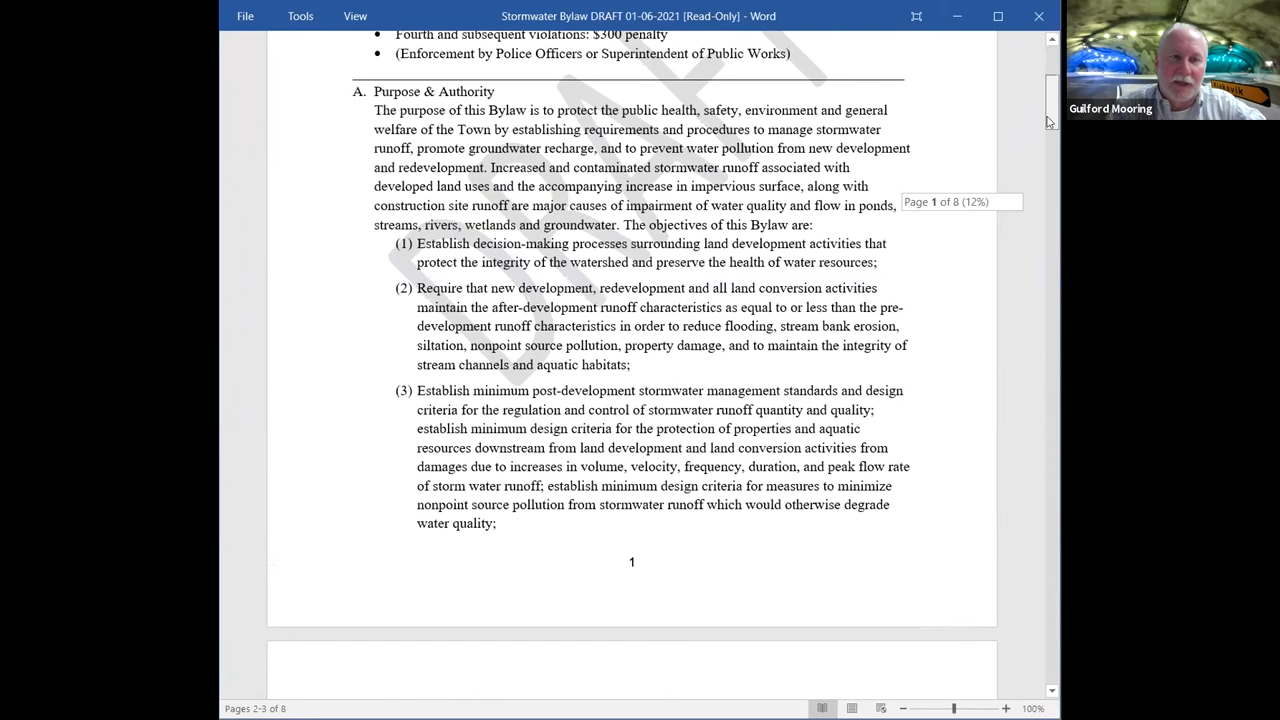 File Tools View Stormwater Bylaw DRAFT 01-06-2021 [Read-Only] - Word
• Fourth and subsequent violations: $300 penalty
• (Enforcement by Police Officers or Superintendent of Public Works)
A. Purpose & Authority
The purpose of this Bylaw is to protect the public health, safety, environment and general
welfare of the Town by establishing requirements and procedures to manage stormwater
runoff, promote groundwater recharge, and to prevent water pollution from new development
and redevelopment. Increased and contaminated stormwater runoff associated with
developed land uses and the accompanying increase in impervious surface, along with
construction site runoff are major causes of impairment of water quality and flow in ponds,
streams, rivers, wetlands and groundwater. The objectives of this Bylaw are:
(1) Establish decision-making processes surrounding land development activities that
protect the integrity of the watershed and preserve the health of water resources;
(2) Require that new development, redevelopment and all land conversion activities
maintain the after-development runoff characteristics as equal to or less than the pre-
development runoff characteristics in order to reduce flooding, stream bank erosion,
siltation, nonpoint source pollution, property damage, and to maintain the integrity of
stream channels and aquatic habitats;
(3) Establish minimum post-development stormwater management standards and design
criteria for the regulation and control of stormwater runoff quantity and quality;
establish minimum design criteria for the protection of properties and aquatic
resources downstream from land development and land conversion activities from
damages due to increases in volume, velocity, frequency, duration, and peak flow rate
of storm water runoff; establish minimum design criteria for measures to minimize
nonpoint source pollution from stormwater runoff which would otherwise degrade
water quality;
1
DRAFT
Page 1 of 8 (12%)
Pages 2-3 of 8
100%
Guilford Mooring